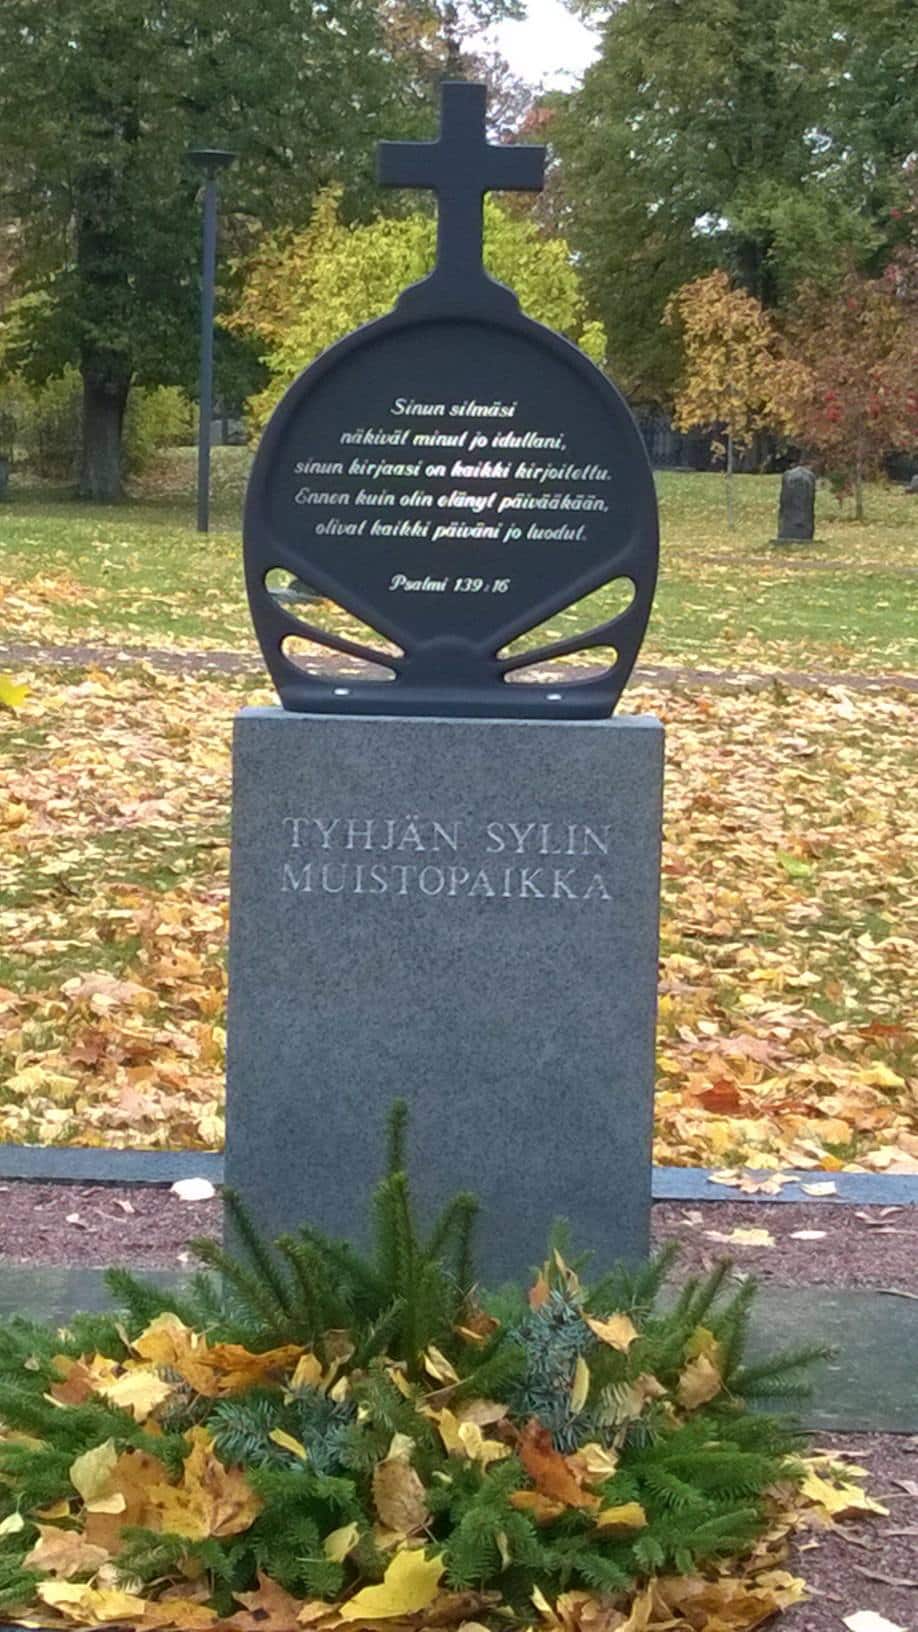 Sinun silmäsi
näkivät minut jo idullani,
sinun kirjaasi on kaikki kirjoitettu.
Ennen kuin olin elänyt päivääkään,
olivat kaikki päiväni jo luodut.
Psalmi 139:16
TYHJÄN SYLIN
MUISTOPAIKKA